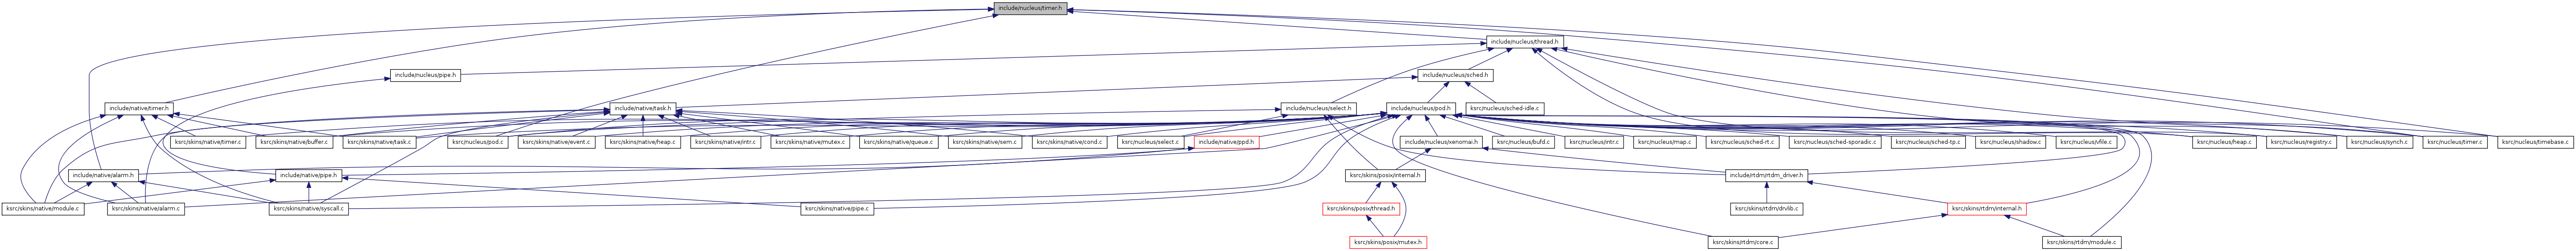 include/nucleus/timer.h
include/nucleus/thread.h
include/nucleus/pipe.h
include/nucleus/sched.h
include/native/timer.h
include/native/task.h
include/nucleus/select.h
include/nucleus/pod.h
ksrc/nucleus/sched-idle.c
ksrc/skins/native/timer.c
ksrc/skins/native/buffer.c
ksrc/skins/native/task.c
ksrc/nucleus/pod.c
ksrc/skins/native/event.c
ksrc/skins/native/heap.c
ksrc/skins/native/intr.c
ksrc/skins/native/mutex.c
ksrc/skins/native/queue.c
ksrc/skins/native/sem.c
ksrc/skins/native/cond.c
ksrc/nucleus/select.c
include/native/ppd.h
include/nucleus/xenomai.h
ksrc/nucleus/bufd.c
ksrc/nucleus/intr.c
ksrc/nucleus/map.c
ksrc/nucleus/sched-rt.c
ksrc/nucleus/sched-sporadic.c
ksrc/nucleus/sched-tp.c
ksrc/nucleus/shadow.c
ksrc/nucleus/vfile.c
ksrc/nucleus/heap.c
ksrc/nucleus/registry.c
ksrc/nucleus/synch.c
ksrc/nucleus/timer.c
ksrc/nucleus/timebase.c
include/native/alarm.h
include/native/pipe.h
ksrc/skins/posix/internal.h
include/rtdm/rtdm_driver.h
ksrc/skins/native/module.c
ksrc/skins/native/alarm.c
ksrc/skins/native/syscall.c
ksrc/skins/native/pipe.c
ksrc/skins/posix/thread.h
ksrc/skins/rtdm/drvlib.c
ksrc/skins/rtdm/internal.h
ksrc/skins/posix/mutex.h
ksrc/skins/rtdm/core.c
ksrc/skins/rtdm/module.c